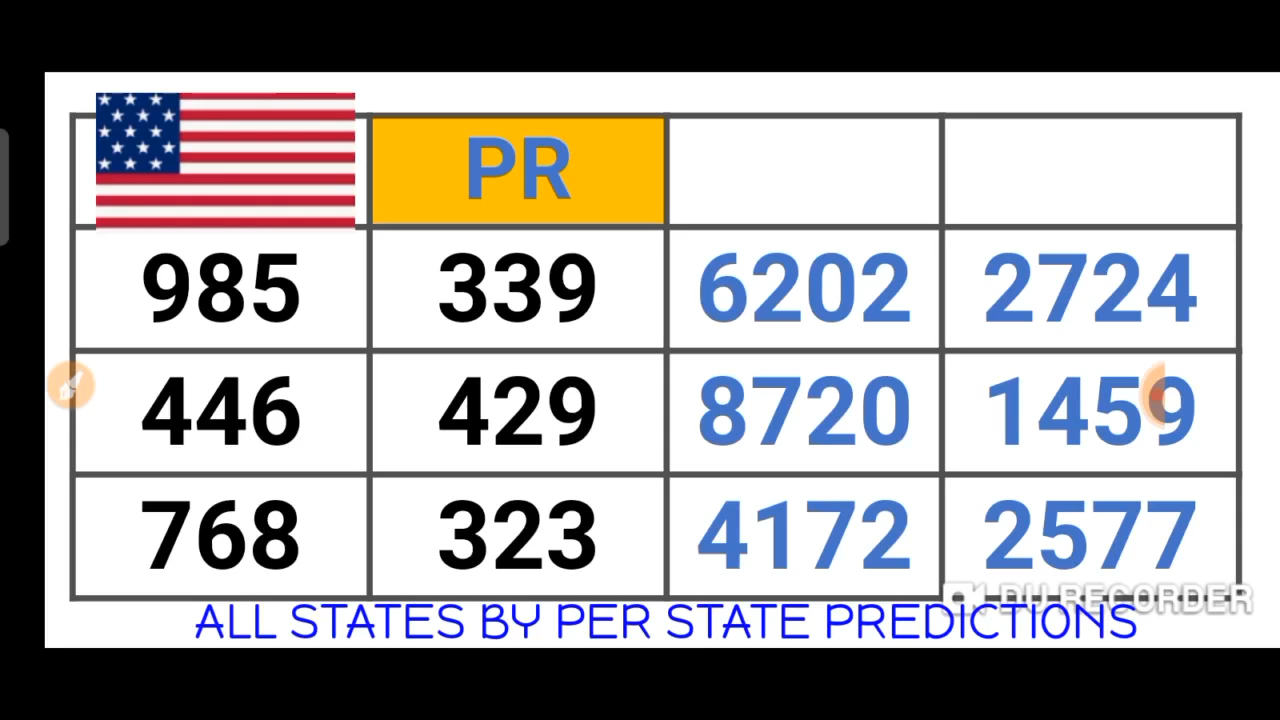 PR
985 339 6202 2724
446 429 8720 1459
768 323 4172 2577
DU RECORDER
ALL STATES BY PER STATE PREDICTIONS